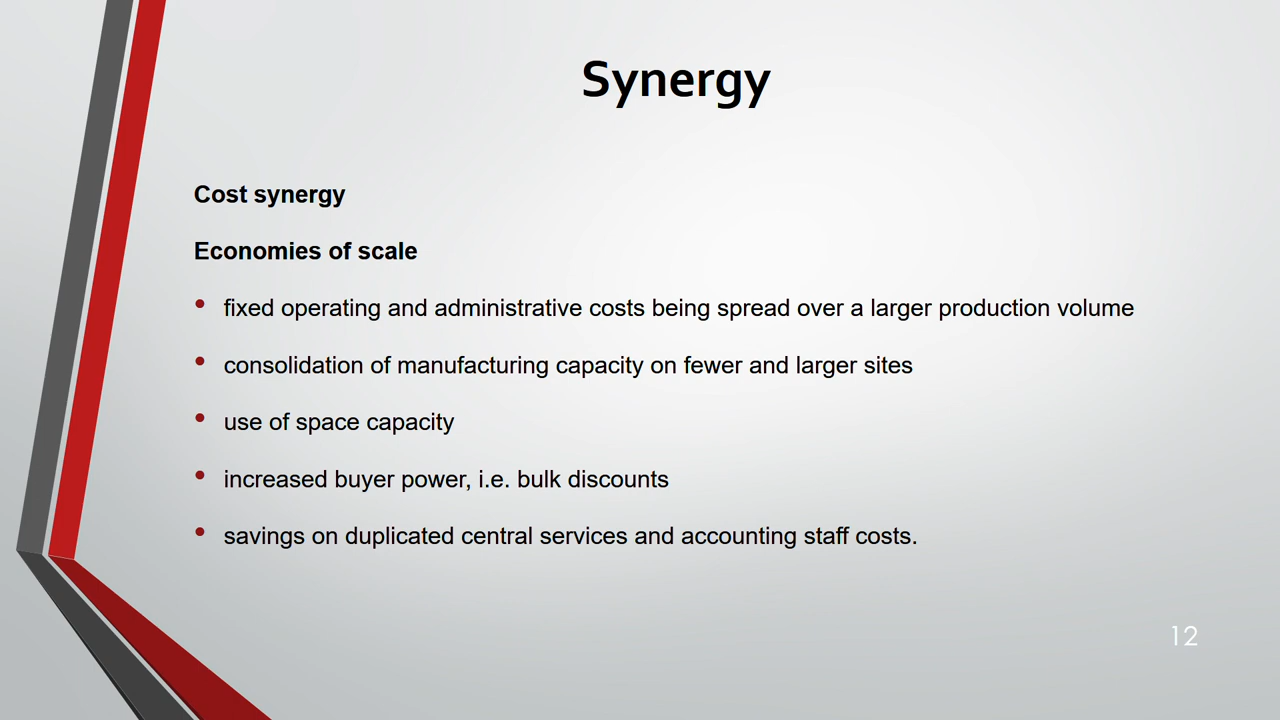 Synergy
Cost synergy
Economies of scale
• fixed operating and administrative costs being spread over a larger production volume
• consolidation of manufacturing capacity on fewer and larger sites
• use of space capacity
• increased buyer power, i.e. bulk discounts
• savings on duplicated central services and accounting staff costs.
12